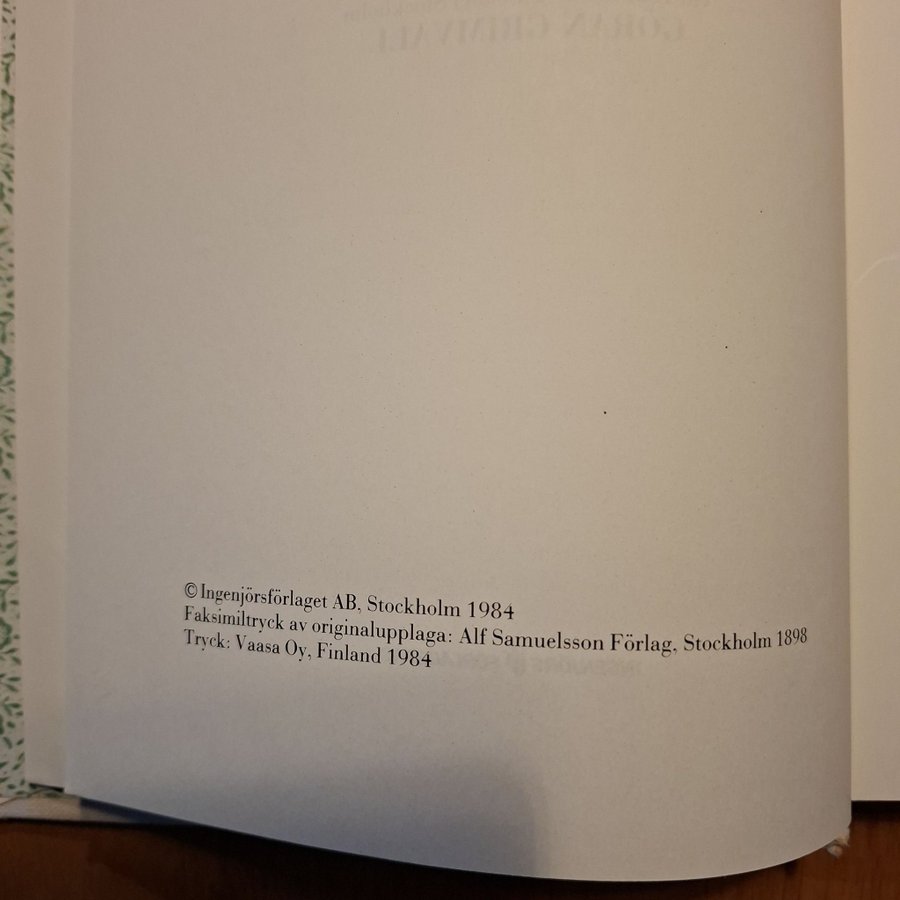 © Ingenjörsförlaget AB, Stockholm 1984
Faksimiltryck av originalupplaga: Alf Samuelsson Förlag, Stockholm 1898
Tryck: Vaasa Oy, Finland 1984